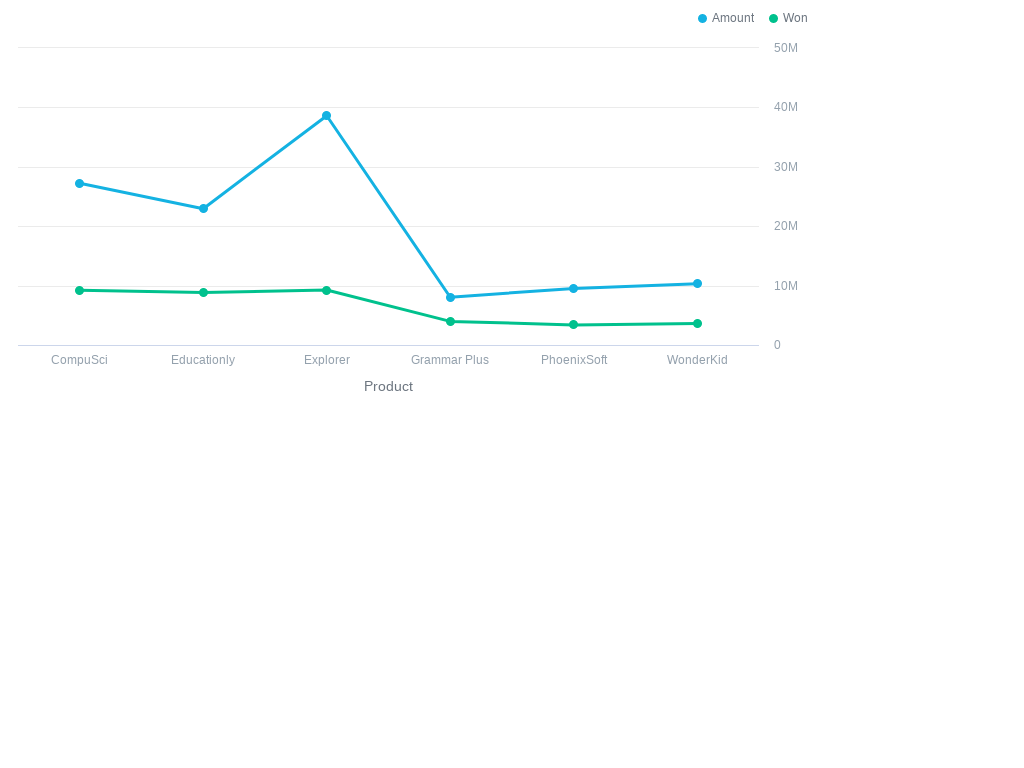 Amount Won
50M
40M
30M
20M
10M
0
CompuSci Educationly Explorer Grammar Plus PhoenixSoft WonderKid
Product